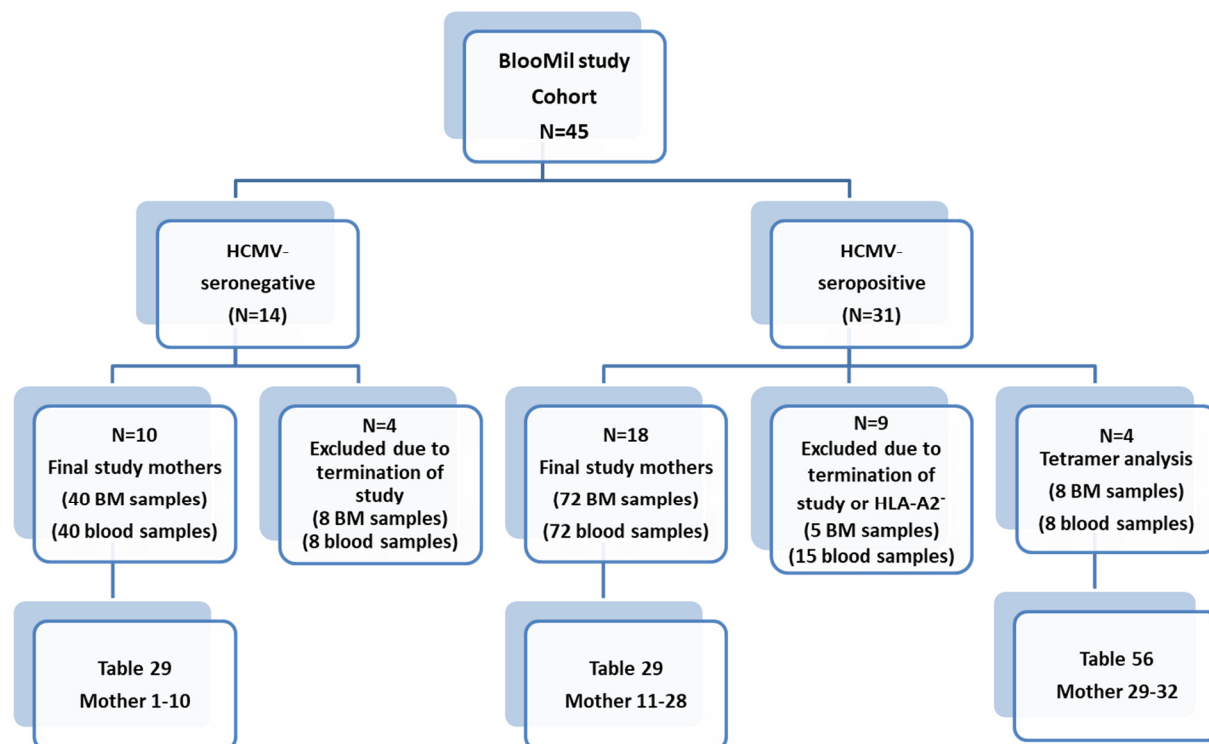 BlooMil study
Cohort
N=45
HCMV-
seronegative
(N=14)
HCMV-
seropositive
(N=31)
N=10
Final study mothers
(40 BM samples)
(40 blood samples)
N=4
Excluded due to
termination of
study
(8 BM samples)
(8 blood samples)
N=18
Final study mothers
(72 BM samples)
(72 blood samples)
N=9
Excluded due to
termination of
study or HLA-A2⁻
(5 BM samples)
(15 blood samples)
N=4
Tetramer analysis
(8 BM samples)
(8 blood samples)
Table 29
Mother 1-10
Table 29
Mother 11-28
Table 56
Mother 29-32